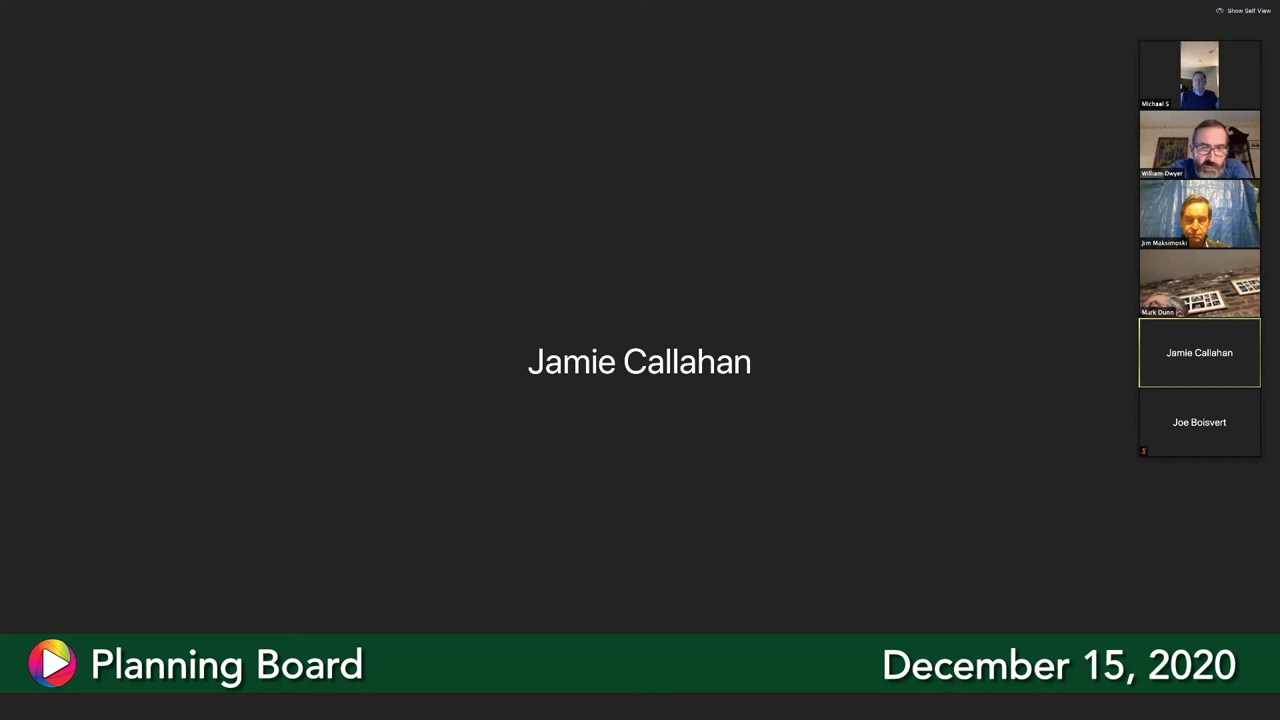 Show Self View
Michael S
William Dwyer
Jim Maksimoski
Mark Dunn
Jamie Callahan
Joe Boisvert
Jamie Callahan
Planning Board
December 15, 2020